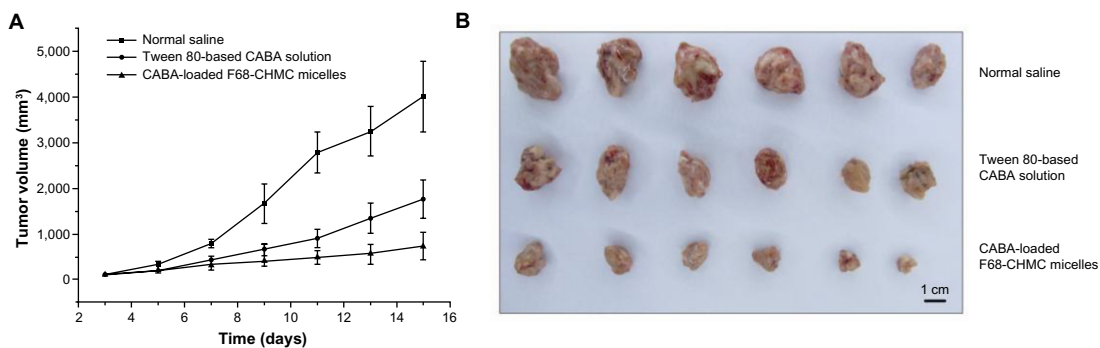 A
Normal saline
Tween 80-based CABA solution
CABA-loaded F68-CHMC micelles
Tumor volume (mm³)
5,000
4,000
3,000
2,000
1,000
0
2 4 6 8 10 12 14 16
Time (days)
B
Normal saline
Tween 80-based
CABA solution
CABA-loaded
F68-CHMC micelles
1 cm